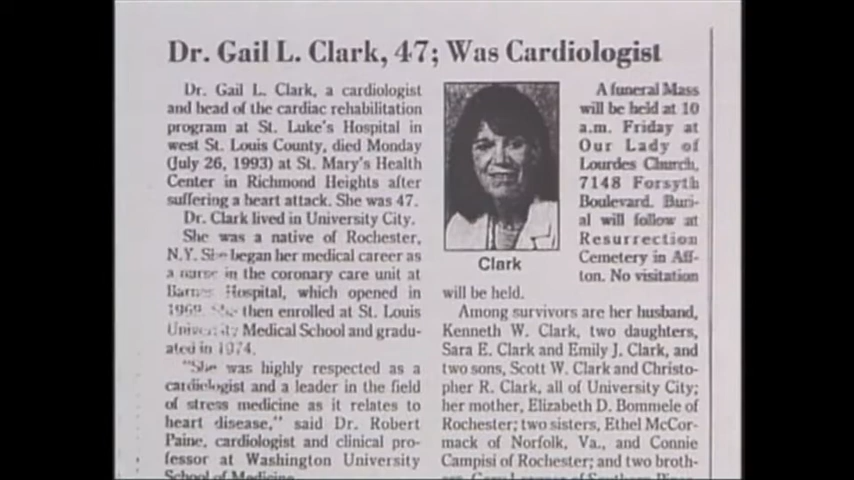 Dr. Gail L. Clark, 47; Was Cardiologist
Dr. Gail L. Clark, a cardiologist
and head of the cardiac rehabilitation
program at St. Luke's Hospital in
west St. Louis County, died Monday
(July 26, 1993) at St. Mary's Health
Center in Richmond Heights after
suffering a heart attack. She was 47.
Dr. Clark lived in University City.
She was a native of Rochester,
N.Y. She began her medical career as
a nurse in the coronary care unit at
Barnes Hospital, which opened in
1969. She then enrolled at St. Louis
University Medical School and gradu-
ated in 1974.
"She was highly respected as a
cardiologist and a leader in the field
of stress medicine as it relates to
heart disease," said Dr. Robert
Paine, cardiologist and clinical pro-
fessor at Washington University
School of Medicine
Clark
A funeral Mass
will be held at 10
a.m. Friday at
Our Lady of
Lourdes Church,
7148 Forsyth
Boulevard. Buri-
al will follow at
Resurrection
Cemetery in Aff-
ton. No visitation
will be held.
Among survivors are her husband,
Kenneth W. Clark, two daughters,
Sara E. Clark and Emily J. Clark, and
two sons, Scott W. Clark and Christo-
pher R. Clark, all of University City;
her mother, Elizabeth D. Bommele of
Rochester; two sisters, Ethel McCor-
mack of Norfolk, Va., and Connie
Campisi of Rochester; and two broth-